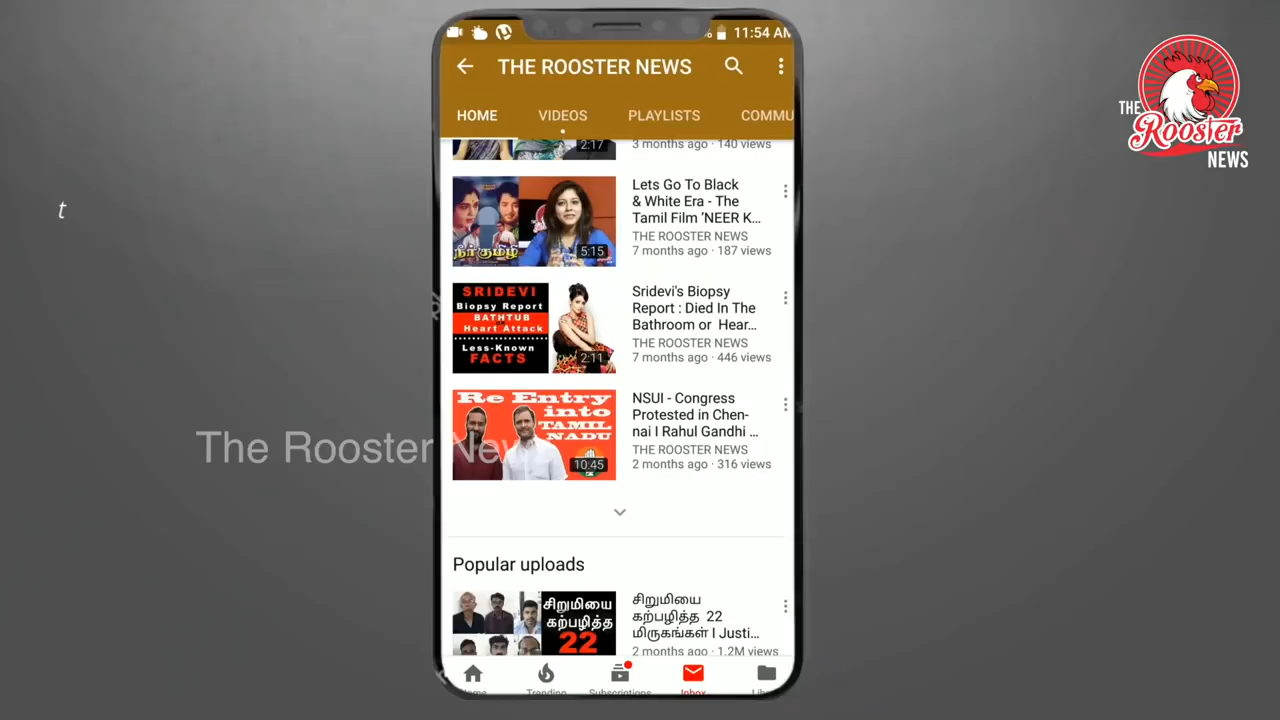 11:54 AM
THE ROOSTER NEWS
HOME VIDEOS PLAYLISTS COMMU
2:17
3 months ago · 140 views
நீர்குமிழி
5:15
Lets Go To Black
& White Era - The
Tamil Film 'NEER K...
THE ROOSTER NEWS
7 months ago · 187 views
SRIDEVI
Biopsy Report
BATHTUB
Heart Attack
Less-Known
FACTS
2:11
Sridevi's Biopsy
Report : Died In The
Bathroom or Hear...
THE ROOSTER NEWS
7 months ago · 446 views
Re Entry
into
TAMIL
NADU
10:45
NSUI - Congress
Protested in Chen-
nai I Rahul Gandhi ...
THE ROOSTER NEWS
2 months ago · 316 views
Popular uploads
சிறுமியை
கற்பழித்த
22
சிறுமியை
கற்பழித்த 22
மிருகங்கள் I Justi...
2 months ago · 1.2M views
Trending Subscriptions Inbox
t
The Rooster New
THE
Rooster
NEWS